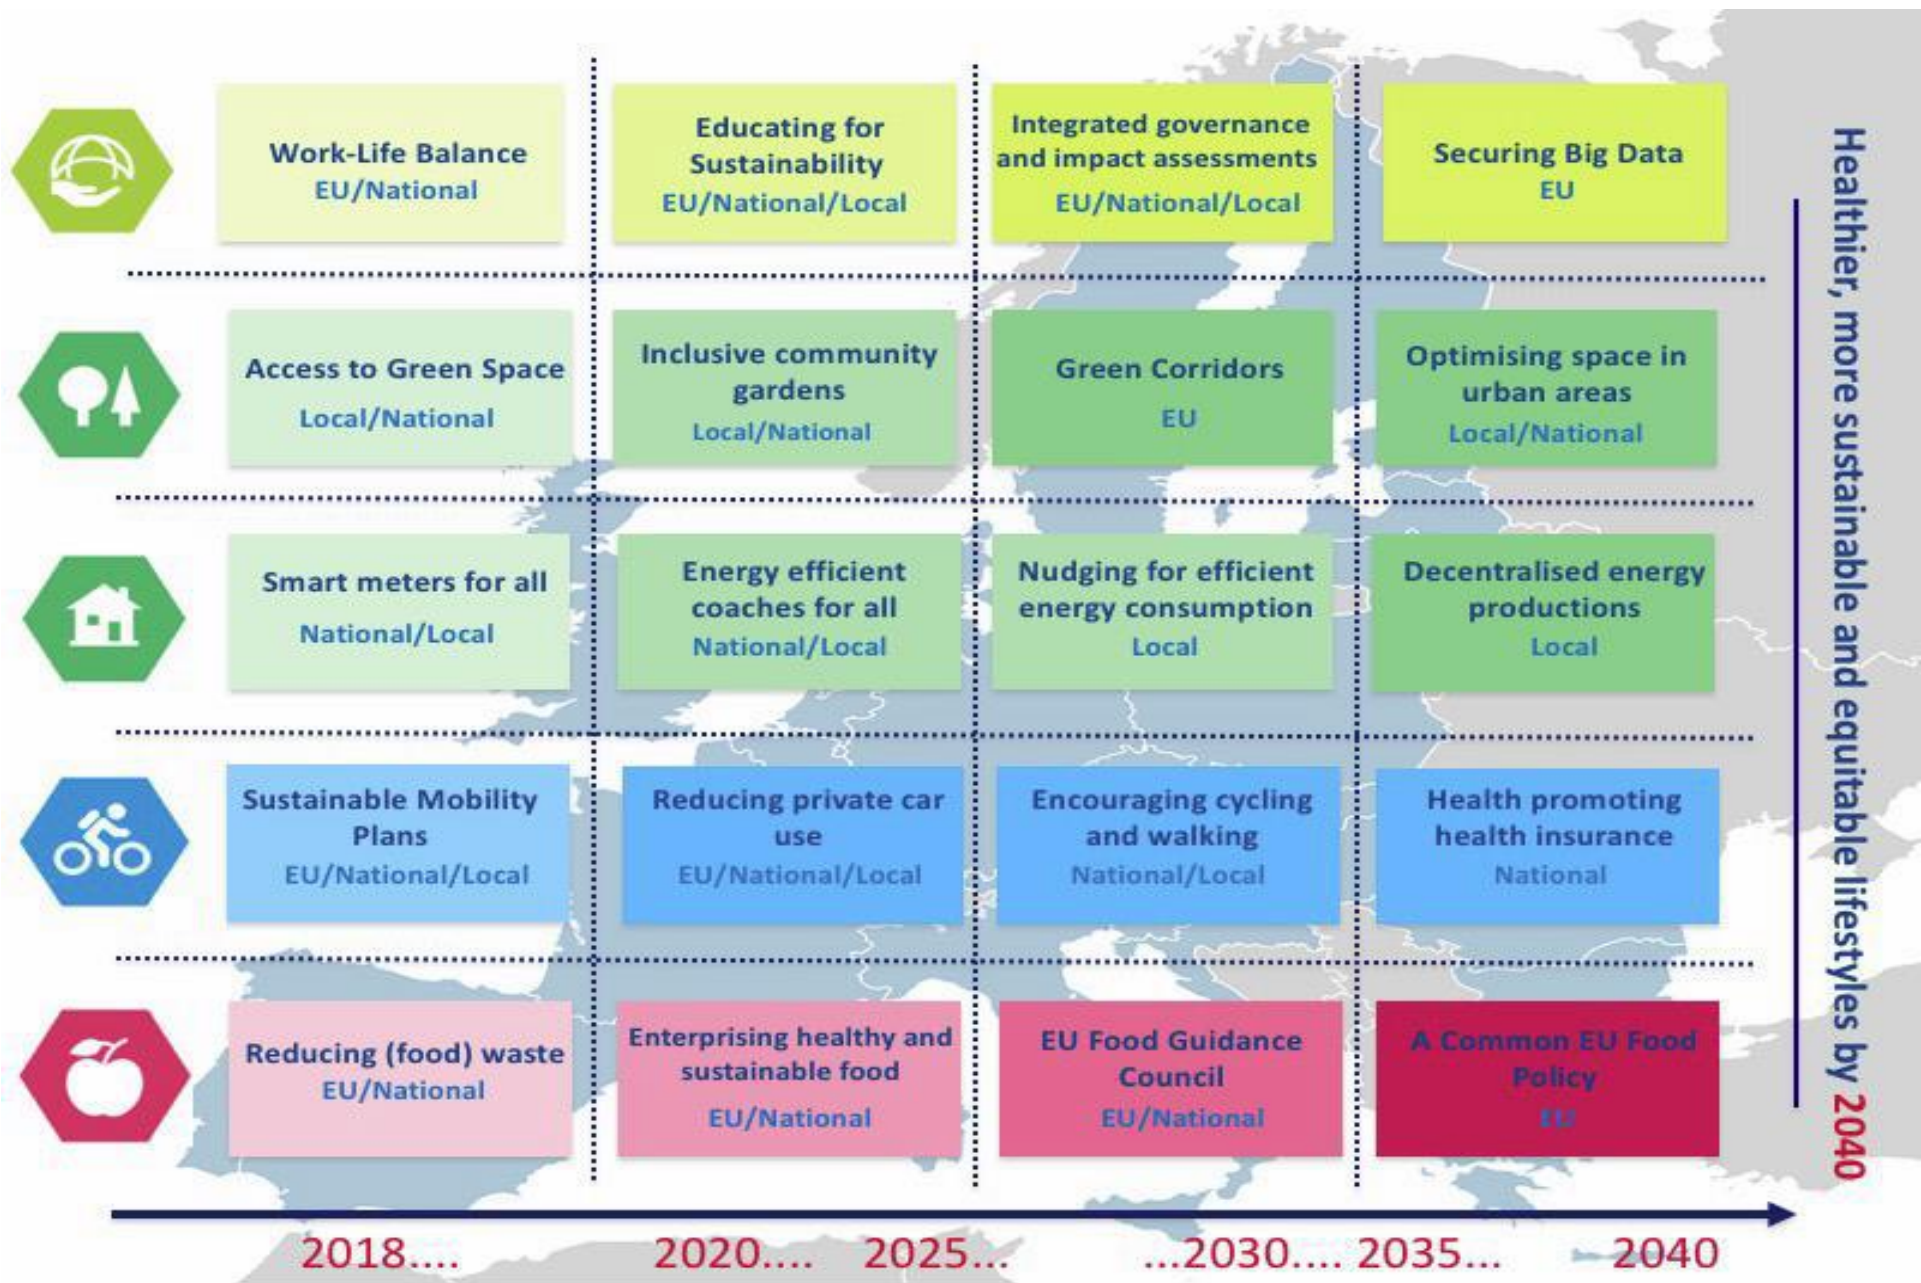 Work-Life Balance
EU/National
Educating for
Sustainability
EU/National/Local
Integrated governance
and impact assessments
EU/National/Local
Securing Big Data
EU
Access to Green Space
Local/National
Inclusive community
gardens
Local/National
Green Corridors
EU
Optimising space in
urban areas
Local/National
Smart meters for all
National/Local
Energy efficient
coaches for all
National/Local
Nudging for efficient
energy consumption
Local
Decentralised energy
productions
Local
Sustainable Mobility
Plans
EU/National/Local
Reducing private car
use
EU/National/Local
Encouraging cycling
and walking
National/Local
Health promoting
health insurance
National
Reducing (food) waste
EU/National
Enterprising healthy and
sustainable food
EU/National
EU Food Guidance
Council
EU/National
A Common EU Food
Policy
EU
2018.... 2020.... 2025... ...2030.... 2035... 2040
Healthier, more sustainable and equitable lifestyles by 2040